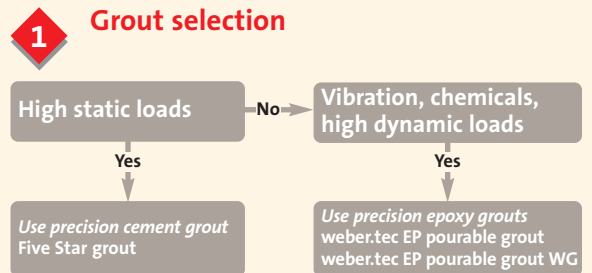 1
Grout selection
High static loads
No
Vibration, chemicals,
high dynamic loads
Yes
Yes
Use precision cement grout
Five Star grout
Use precision epoxy grouts
weber.tec EP pourable grout
weber.tec EP pourable grout WG